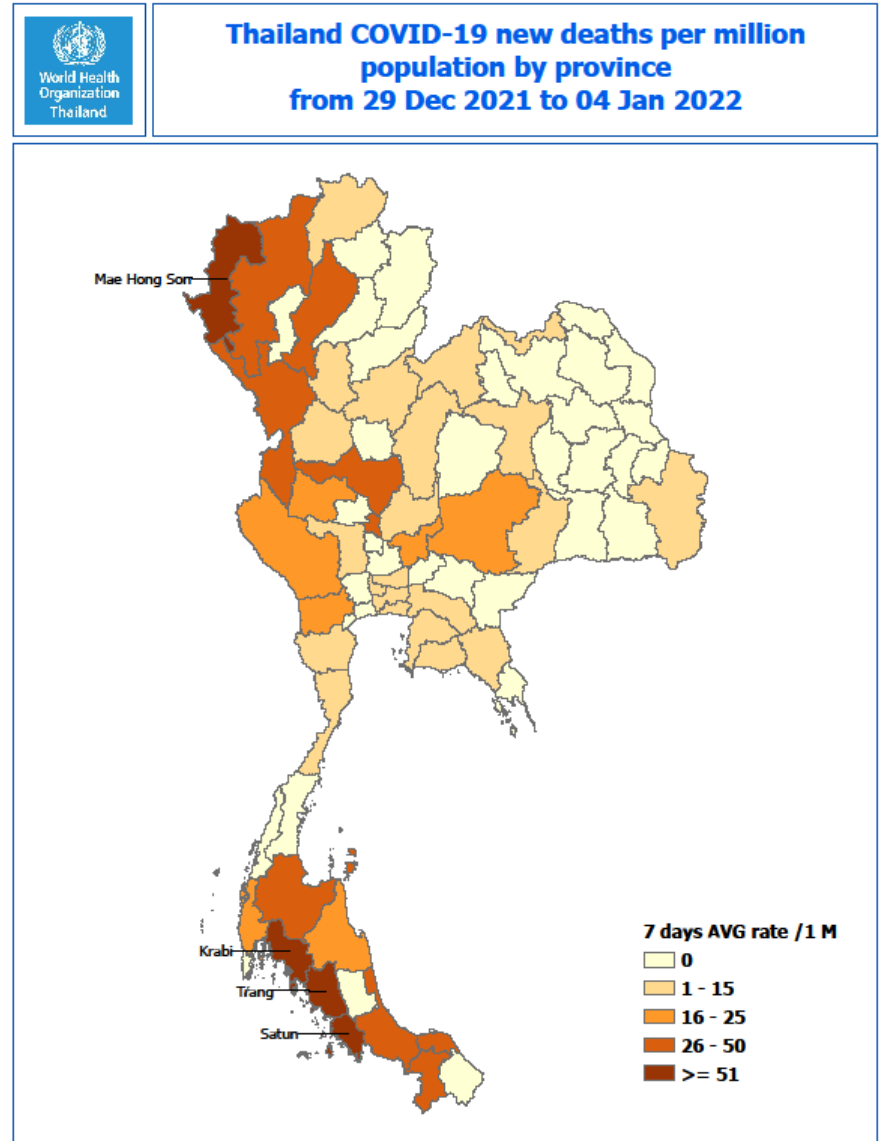 World Health
Organization
Thailand
Thailand COVID-19 new deaths per million
population by province
from 29 Dec 2021 to 04 Jan 2022
Mae Hong Son
Krabi
Trang
Satun
7 days AVG rate /1 M
0
1 - 15
16 - 25
26 - 50
>= 51